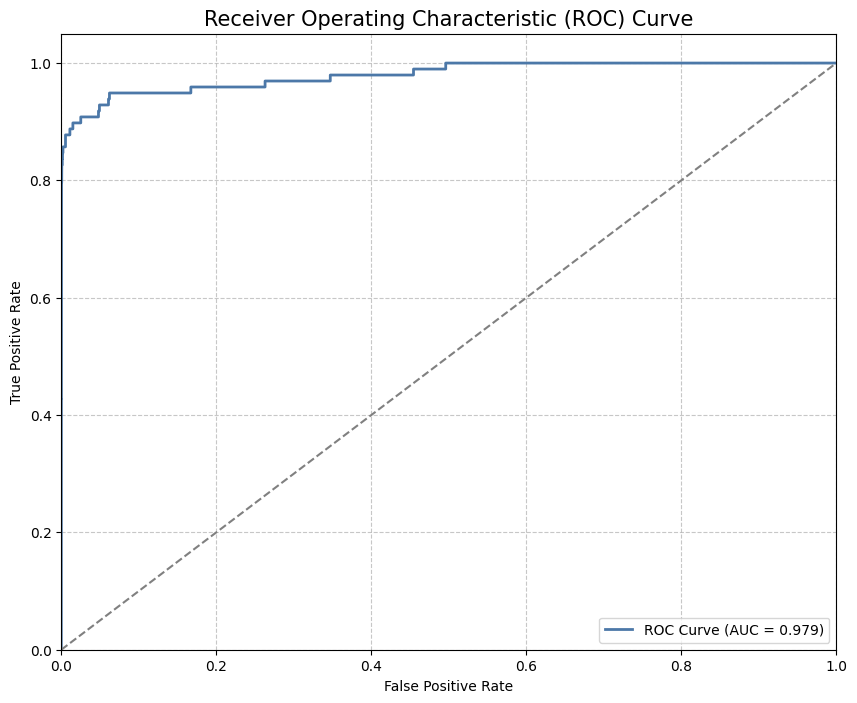 Receiver Operating Characteristic (ROC) Curve
True Positive Rate
1.0
0.8
0.6
0.4
0.2
0.0
0.0 0.2 0.4 0.6 0.8 1.0
False Positive Rate
ROC Curve (AUC = 0.979)